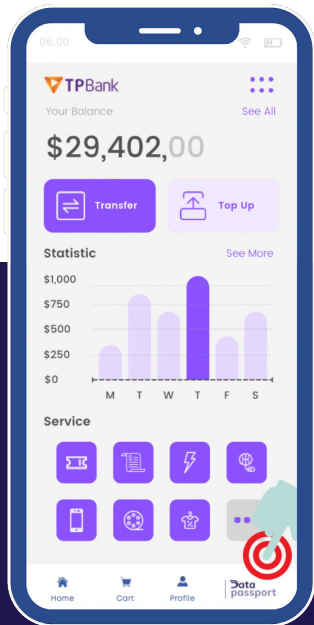 06:00
TPBank
Your Balance
See All
$29,402,00
Transfer
Top Up
Statistic
See More
$1,000
$750
$500
$250
$0
M T W T F S
Service
Home
Cart
Profile
Data
passport